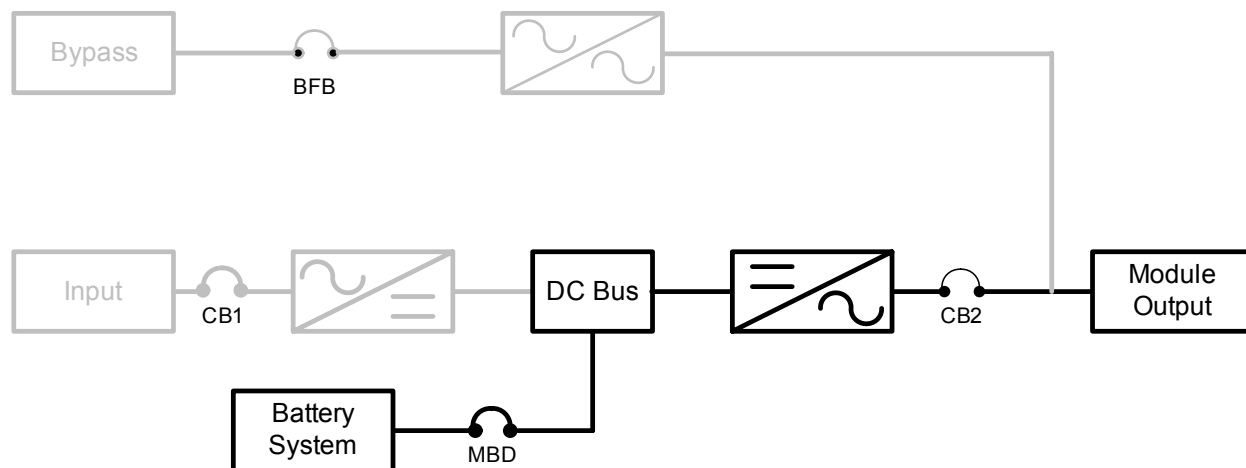 Bypass
BFB
Input
CB1
DC Bus
CB2
Module
Output
Battery
System
MBD